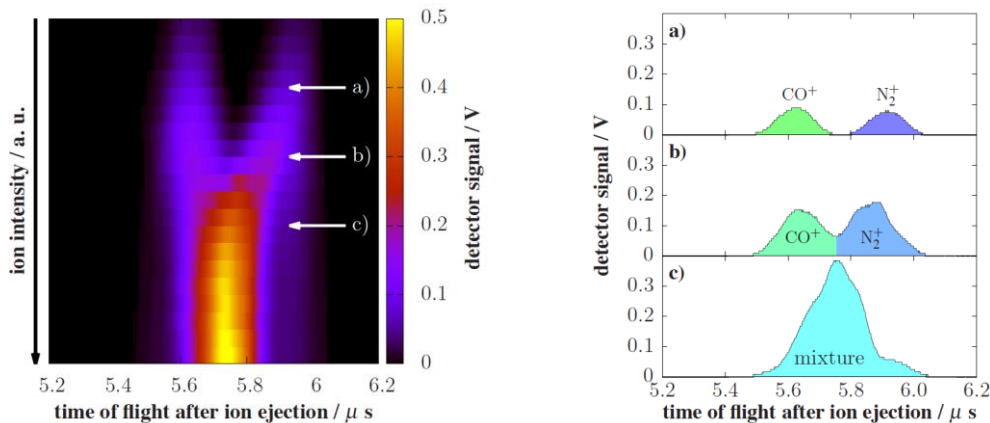 ion intensity / a. u.
a)
b)
c)
5.2
5.4
5.6
5.8
6
6.2
time of flight after ion ejection / μ s
0.5
0.4
0.3
0.2
0.1
0
detector signal / V
a)
0.3
0.2
0.1
0
CO⁺
N₂⁺
b)
0.3
0.2
0.1
0
CO⁺
N₂⁺
c)
0.3
0.2
0.1
0
mixture
detector signal / V
5.2
5.4
5.6
5.8
6.0
6.2
time of flight after ion ejection / μ s